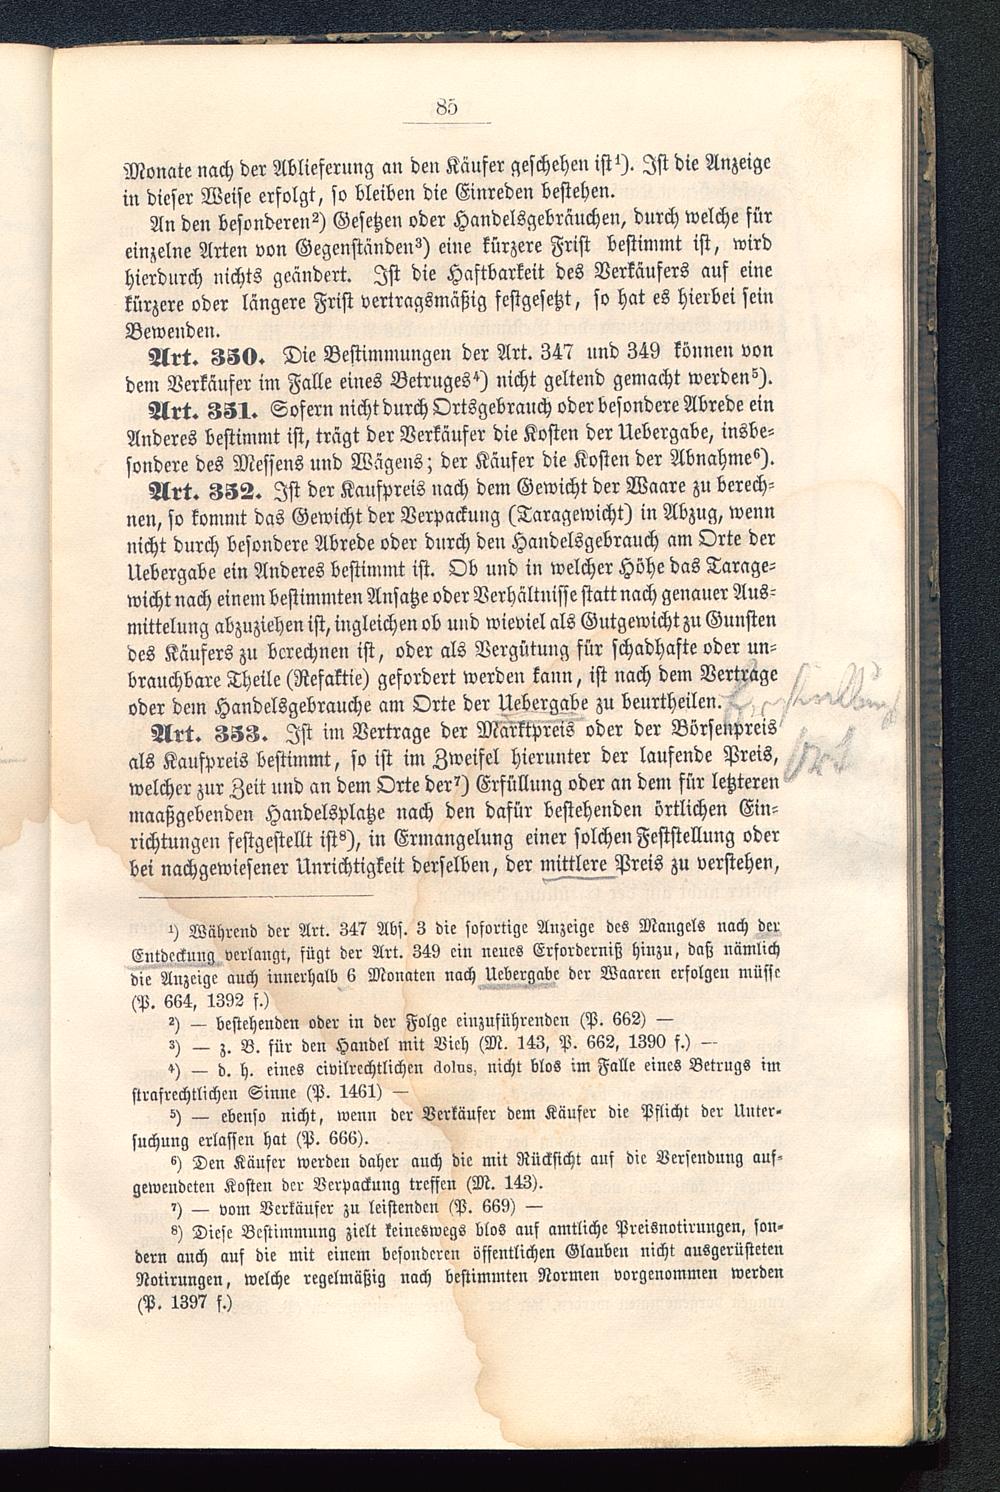 85
Monate nach der Ablieferung an den Käufer geschehen ist¹). Ist die Anzeige
in dieser Weise erfolgt, so bleiben die Einreden bestehen.
An den besonderen²) Gesetzen oder Handelsgebräuchen, durch welche für
einzelne Arten von Gegenständen³) eine kürzere Frist bestimmt ist, wird
hierdurch nichts geändert. Ist die Haftbarkeit des Verkäufers auf eine
kürzere oder längere Frist vertragsmäßig festgesetzt, so hat es hierbei sein
Bewenden.
Art. 350. Die Bestimmungen der Art. 347 und 349 können von
dem Verkäufer im Falle eines Betruges⁴) nicht geltend gemacht werden⁵).
Art. 351. Sofern nicht durch Ortsgebrauch oder besondere Abrede ein
Anderes bestimmt ist, trägt der Verkäufer die Kosten der Uebergabe, insbe-
sondere des Messens und Wägens; der Käufer die Kosten der Abnahme⁶).
Art. 352. Ist der Kaufpreis nach dem Gewicht der Waare zu berech-
nen, so kommt das Gewicht der Verpackung (Taragewicht) in Abzug, wenn
nicht durch besondere Abrede oder durch den Handelsgebrauch am Orte der
Uebergabe ein Anderes bestimmt ist. Ob und in welcher Höhe das Tarage-
wicht nach einem bestimmten Ansatze oder Verhältnisse statt nach genauer Aus-
mittelung abzuziehen ist, ingleichen ob und wieviel als Gutgewicht zu Gunsten
des Käufers zu berechnen ist, oder als Vergütung für schadhafte oder un-
brauchbare Theile (Refaktie) gefordert werden kann, ist nach dem Vertrage
oder dem Handelsgebrauche am Orte der Uebergabe zu beurtheilen.
Art. 353. Ist im Vertrage der Marktpreis oder der Börsenpreis
als Kaufpreis bestimmt, so ist im Zweifel hierunter der laufende Preis,
welcher zur Zeit und an dem Orte der⁷) Erfüllung oder an dem für letzteren
maaßgebenden Handelsplatze nach den dafür bestehenden örtlichen Ein-
richtungen festgestellt ist⁸), in Ermangelung einer solchen Feststellung oder
bei nachgewiesener Unrichtigkeit derselben, der mittlere Preis zu verstehen,
ort
¹) Während der Art. 347 Abs. 3 die sofortige Anzeige des Mangels nach der
Entdeckung verlangt, fügt der Art. 349 ein neues Erforderniß hinzu, daß nämlich
die Anzeige auch innerhalb 6 Monaten nach Uebergabe der Waaren erfolgen müsse
(P. 664, 1392 f.)
²) — bestehenden oder in der Folge einzuführenden (P. 662) —
³) — z. B. für den Handel mit Vieh (M. 143, P. 662, 1390 f.) —
⁴) — d. h. eines civilrechtlichen dolus, nicht blos im Falle eines Betrugs im
strafrechtlichen Sinne (P. 1461) —
⁵) — ebenso nicht, wenn der Verkäufer dem Käufer die Pflicht der Unter-
suchung erlassen hat (P. 666).
⁶) Den Käufer werden daher auch die mit Rücksicht auf die Versendung auf-
gewendeten Kosten der Verpackung treffen (M. 143).
⁷) — vom Verkäufer zu leistenden (P. 669) —
⁸) Diese Bestimmung zielt keineswegs blos auf amtliche Preisnotirungen, son-
dern auch auf die mit einem besonderen öffentlichen Glauben nicht ausgerüsteten
Notirungen, welche regelmäßig nach bestimmten Normen vorgenommen werden
(P. 1397 f.)